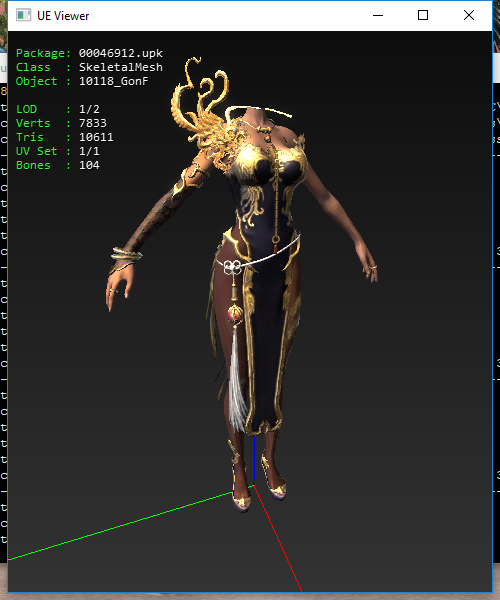 UE Viewer
Package: 00046912.upk
Class  : SkeletalMesh
Object : 10118_GonF
LOD    : 1/2
Verts  : 7833
Tris   : 10611
UV Set : 1/1
Bones  : 104